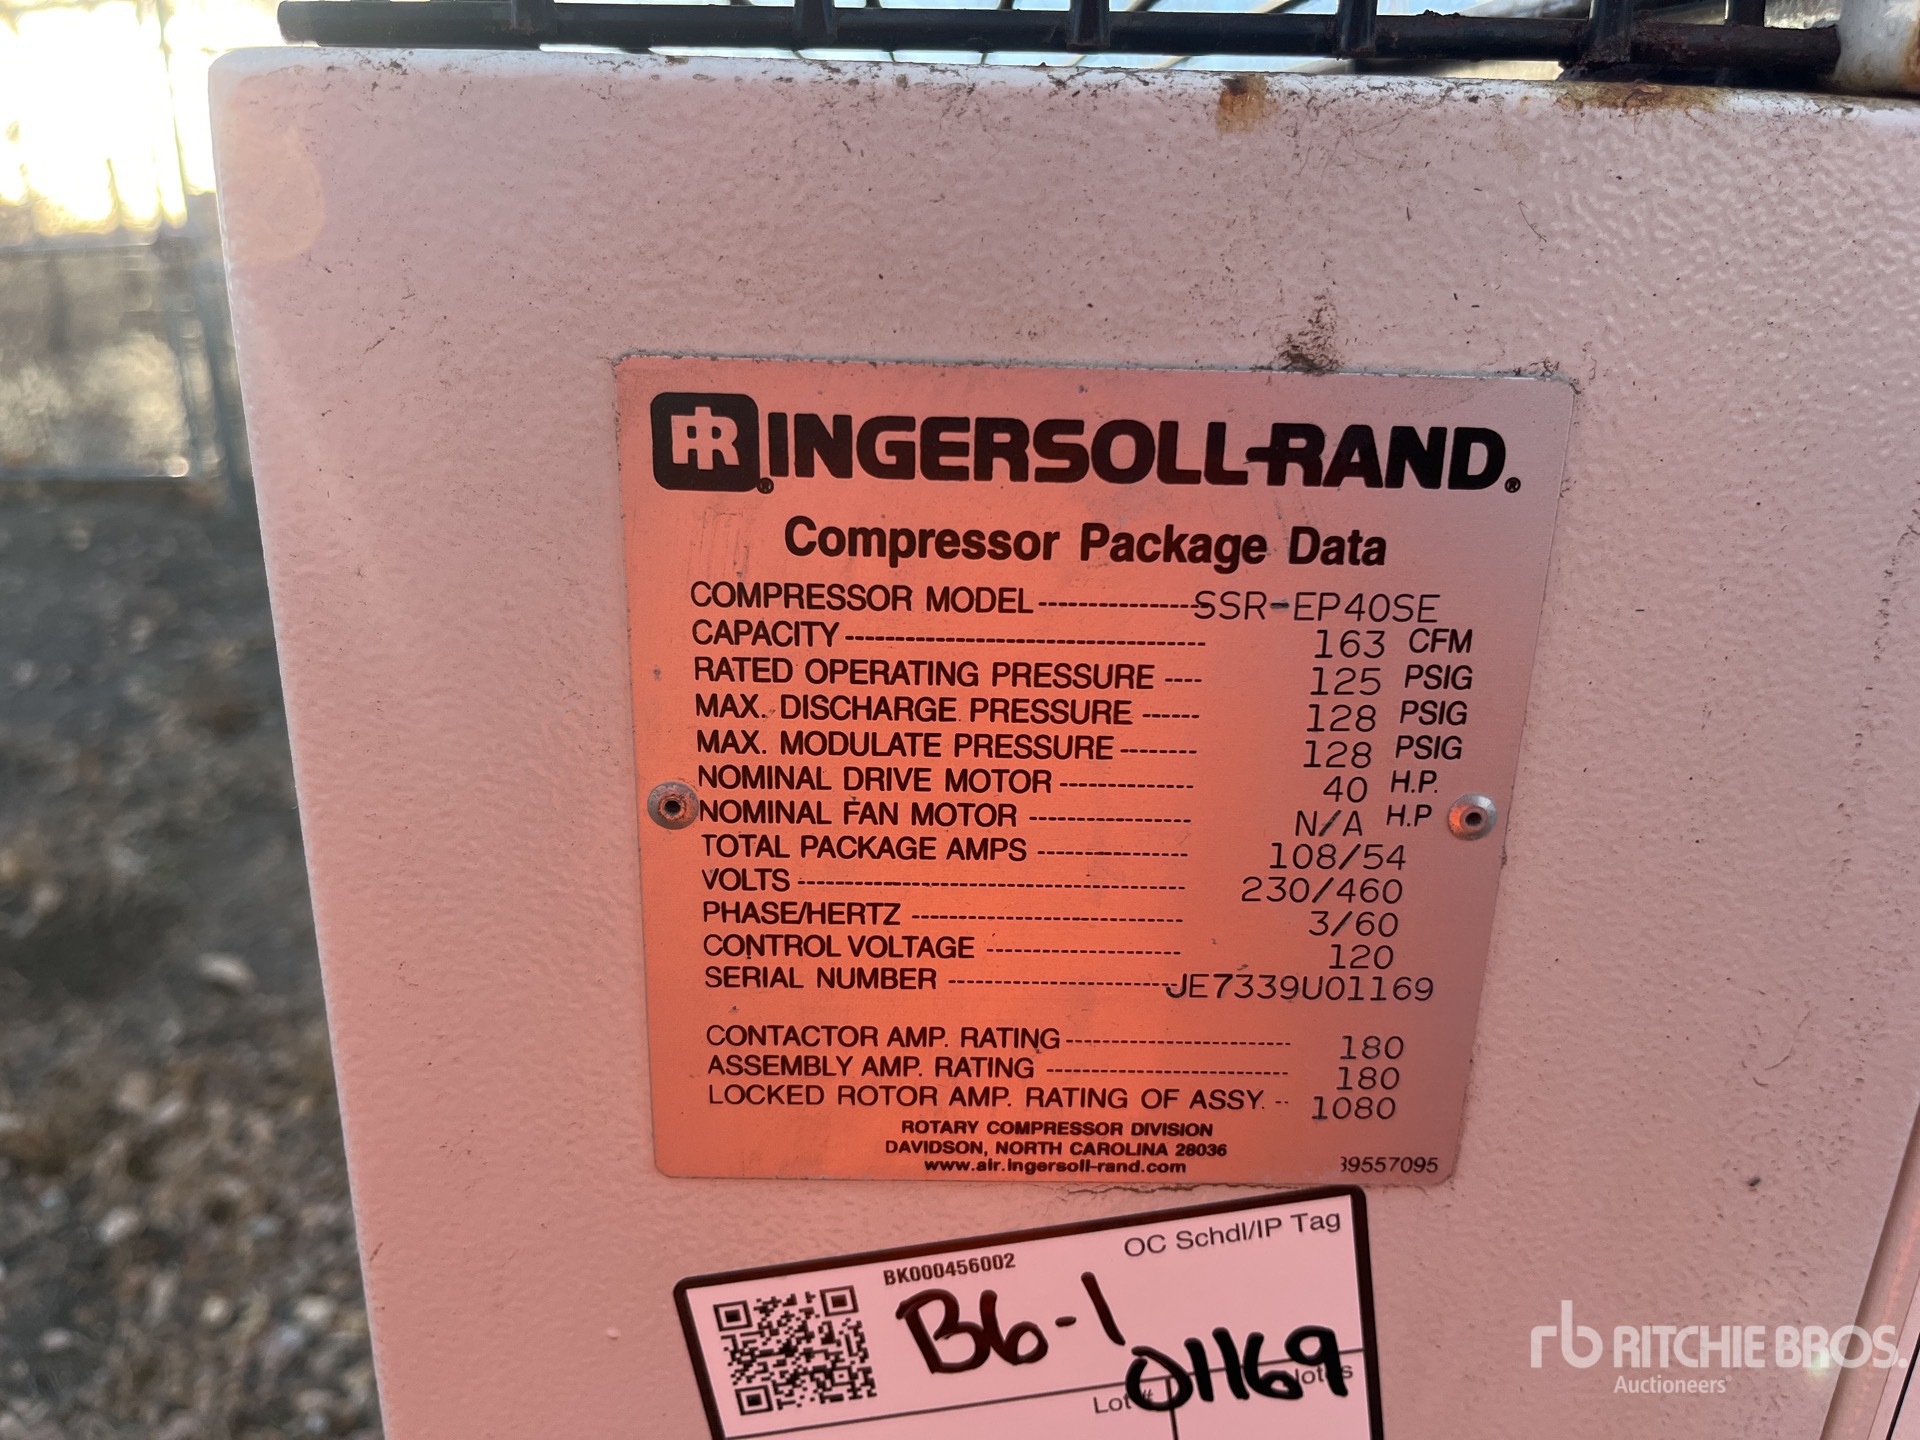 IR INGERSOLL-RAND®
Compressor Package Data
COMPRESSOR MODEL SSR-EP40SE
CAPACITY 163 CFM
RATED OPERATING PRESSURE 125 PSIG
MAX. DISCHARGE PRESSURE 128 PSIG
MAX. MODULATE PRESSURE 128 PSIG
NOMINAL DRIVE MOTOR 40 H.P.
NOMINAL FAN MOTOR N/A H.P
TOTAL PACKAGE AMPS 108/54
VOLTS 230/460
PHASE/HERTZ 3/60
CONTROL VOLTAGE 120
SERIAL NUMBER JE7339U01169
CONTACTOR AMP. RATING 180
ASSEMBLY AMP. RATING 180
LOCKED ROTOR AMP. RATING OF ASSY. 1080
ROTARY COMPRESSOR DIVISION
DAVIDSON, NORTH CAROLINA 28036
www.air.ingersoll-rand.com
39557095
BK000456002 OC Schdl/IP Tag
B6-1
01169
Lot # Notes
rb RITCHIE BROS.
Auctioneers